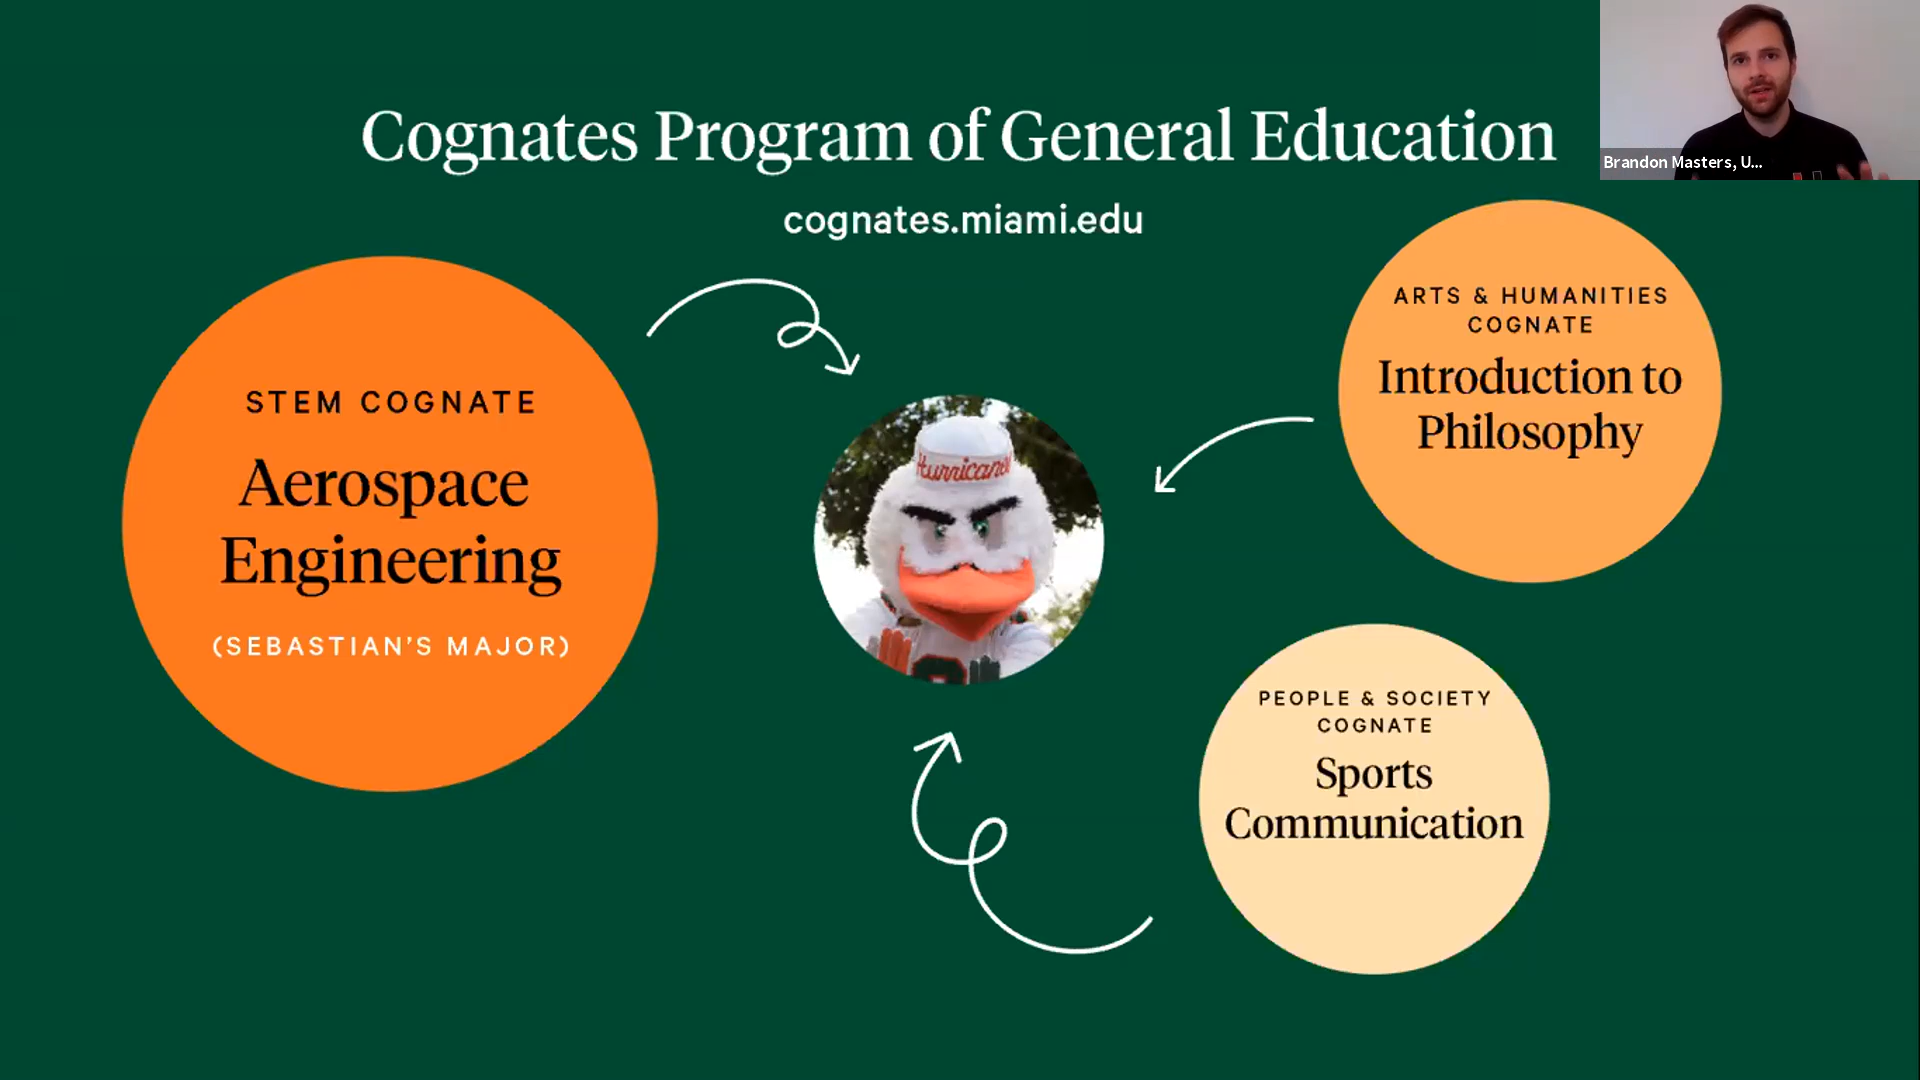 Cognates Program of General Education
cognates.miami.edu
Brandon Masters, U...
STEM COGNATE
Aerospace
Engineering
(SEBASTIAN'S MAJOR)
Hurricanes
ARTS & HUMANITIES
COGNATE
Introduction to
Philosophy
PEOPLE & SOCIETY
COGNATE
Sports
Communication